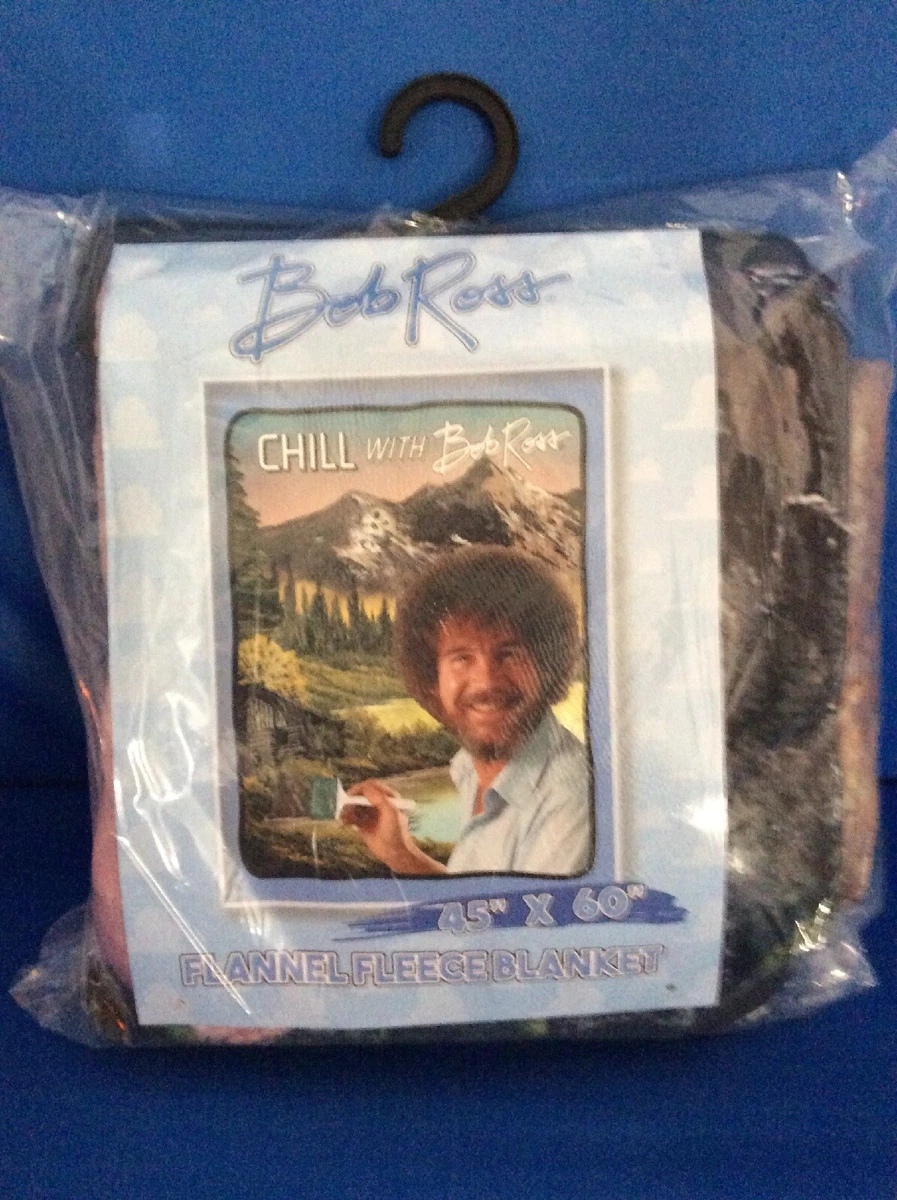 Bob Ross
CHILL WITH Bob Ross
45" X 60"
FLANNEL FLEECE BLANKET